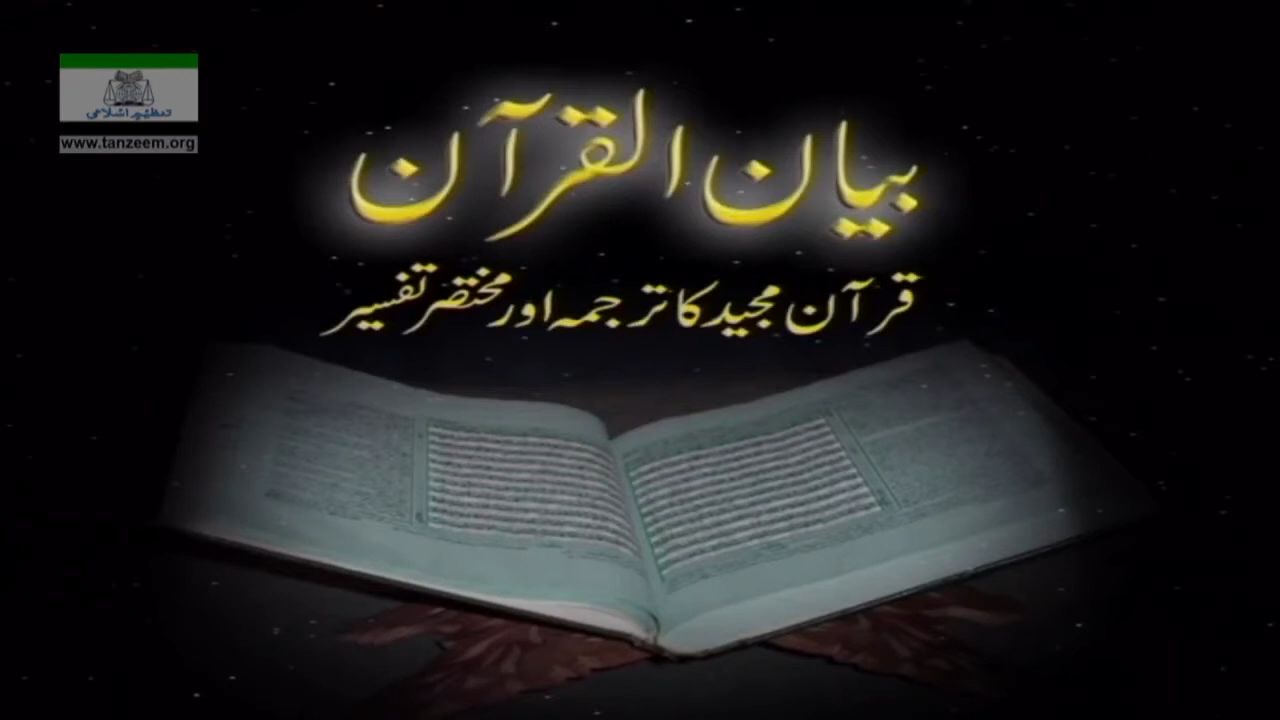 تنظیم اسلامی
www.tanzeem.org
بیان القرآن
قرآن مجید کا ترجمہ اور مختصر تفسیر